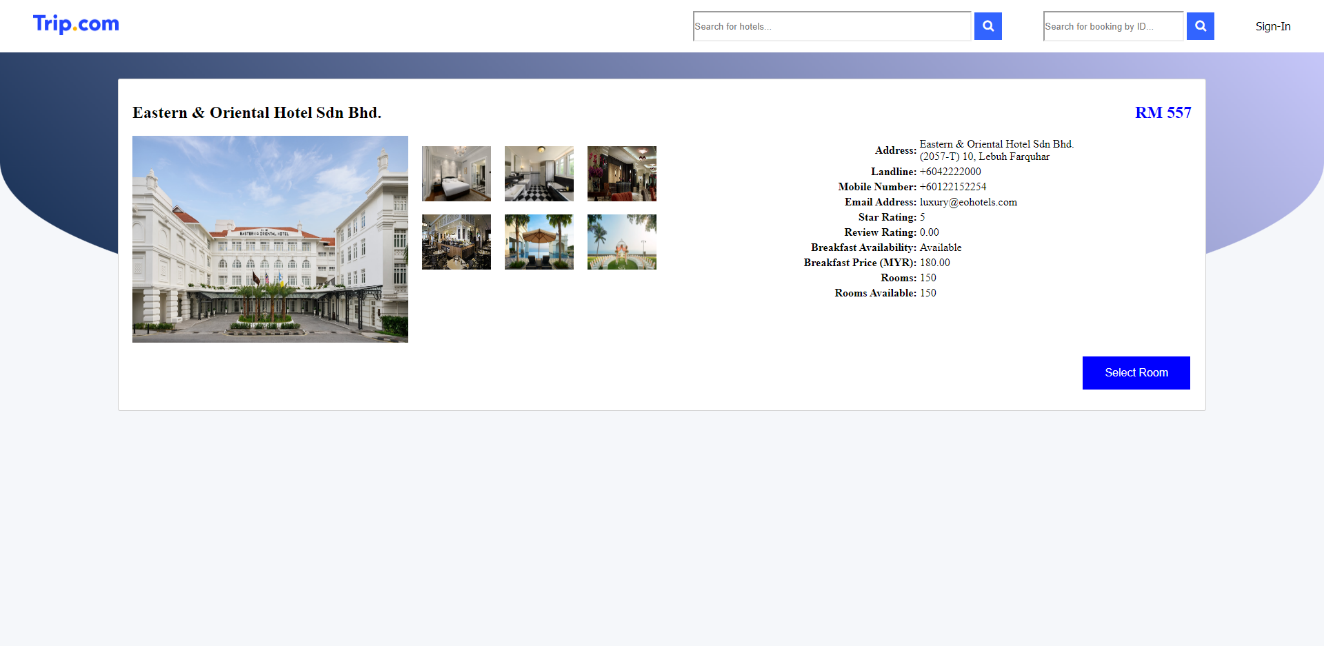 Trip.com
Search for hotels...
Search for booking by ID...
Sign-In
Eastern & Oriental Hotel Sdn Bhd.
RM 557
EASTERN & ORIENTAL HOTEL
Address: Eastern & Oriental Hotel Sdn Bhd.
(2057-T) 10, Lebuh Farquhar
Landline: +6042222000
Mobile Number: +60122152254
Email Address: luxury@eohotels.com
Star Rating: 5
Review Rating: 0.00
Breakfast Availability: Available
Breakfast Price (MYR): 180.00
Rooms: 150
Rooms Available: 150
Select Room